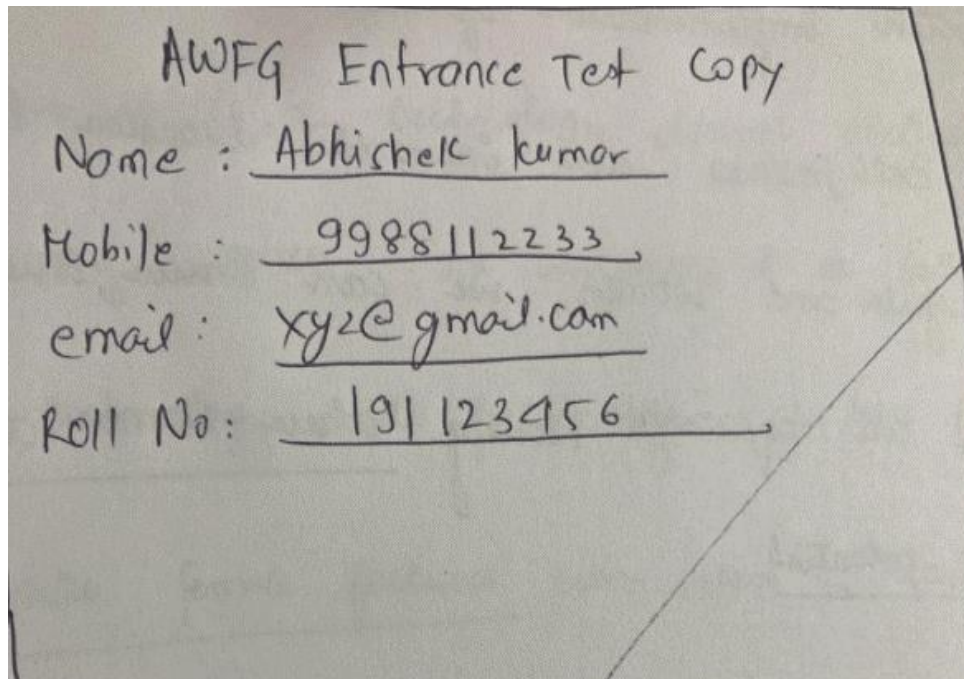 AWFG Entrance Test Copy
Name : Abhishek kumar
Mobile : 9988112233
email : xyz@gmail.com
Roll No: 191123456